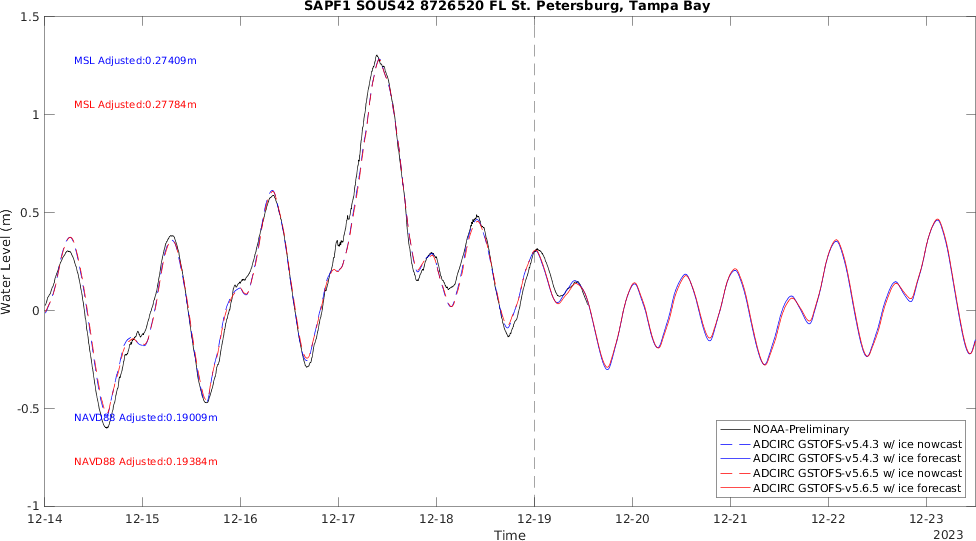 SAPF1 SOUS42 8726520 FL St. Petersburg, Tampa Bay
1.5
1
0.5
0
-0.5
-1
Water Level (m)
MSL Adjusted:0.27409m
MSL Adjusted:0.27784m
NAVD88 Adjusted:0.19009m
NAVD88 Adjusted:0.19384m
NOAA-Preliminary
ADCIRC GSTOFS-v5.4.3 w/ ice nowcast
ADCIRC GSTOFS-v5.4.3 w/ ice forecast
ADCIRC GSTOFS-v5.6.5 w/ ice nowcast
ADCIRC GSTOFS-v5.6.5 w/ ice forecast
12-14 12-15 12-16 12-17 12-18 12-19 12-20 12-21 12-22 12-23
Time
2023